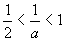 1/2 < 1/a < 1